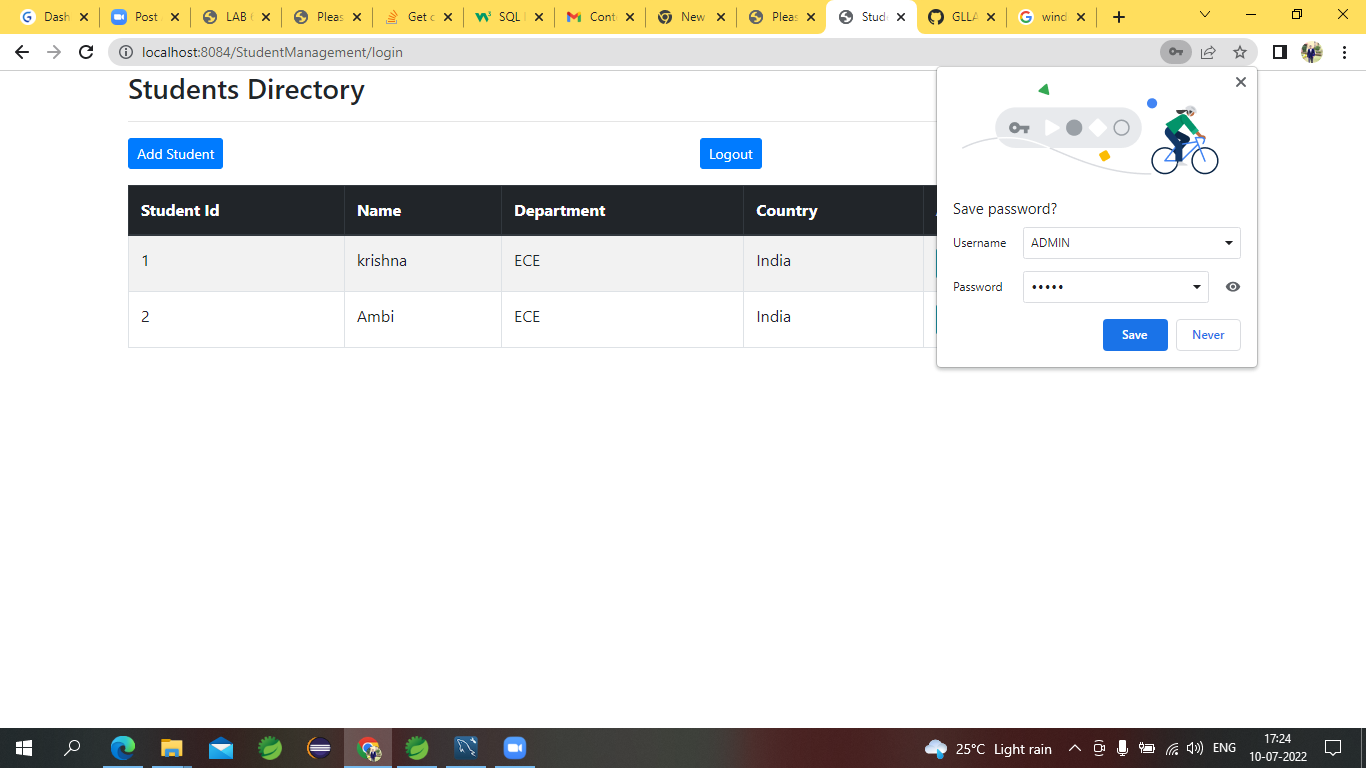 Dash Post LAB Pleas Get c SQL Conte New Pleas Stude GLLA wind
localhost:8084/StudentManagement/login
Students Directory
Add Student Logout
Student Id Name Department Country
1 krishna ECE India
2 Ambi ECE India
Save password?
Username ADMIN
Password •••••
Save Never
25°C Light rain ENG 17:24
10-07-2022